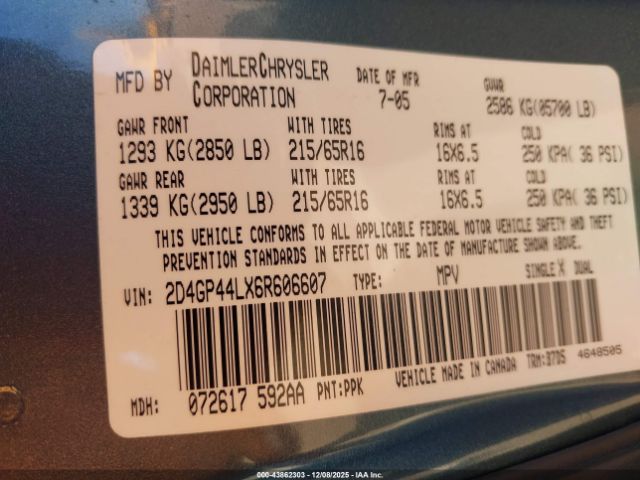 MFD BY DAIMLERCHRYSLER CORPORATION DATE OF MFR 7-05 GVWR 2586 KG(05700 LB)
GAWR FRONT WITH TIRES RIMS AT COLD
1293 KG(2850 LB) 215/65R16 16X6.5 250 KPA( 36 PSI)
GAWR REAR WITH TIRES RIMS AT COLD
1339 KG(2950 LB) 215/65R16 16X6.5 250 KPA( 36 PSI)
THIS VEHICLE CONFORMS TO ALL APPLICABLE FEDERAL MOTOR VEHICLE SAFETY AND THEFT
PREVENTION STANDARDS IN EFFECT ON THE DATE OF MANUFACTURE SHOWN ABOVE.
VIN: 2D4GP44LX6R606607 TYPE: MPV SINGLE X DUAL
MDH: 072617 592AA PNT:PPK VEHICLE MADE IN CANADA TRM:37D5 4648505
000-43862303 - 12/08/2025 - IAA Inc.